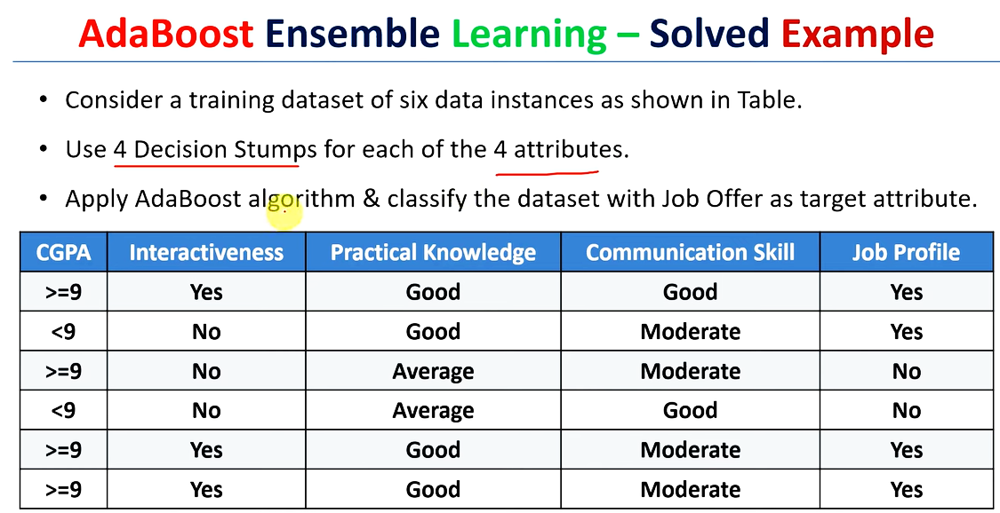 AdaBoost Ensemble Learning – Solved Example
• Consider a training dataset of six data instances as shown in Table.
• Use 4 Decision Stumps for each of the 4 attributes.
• Apply AdaBoost algorithm & classify the dataset with Job Offer as target attribute.
CGPA Interactiveness Practical Knowledge Communication Skill Job Profile
>=9 Yes Good Good Yes
<9 No Good Moderate Yes
>=9 No Average Moderate No
<9 No Average Good No
>=9 Yes Good Moderate Yes
>=9 Yes Good Moderate Yes